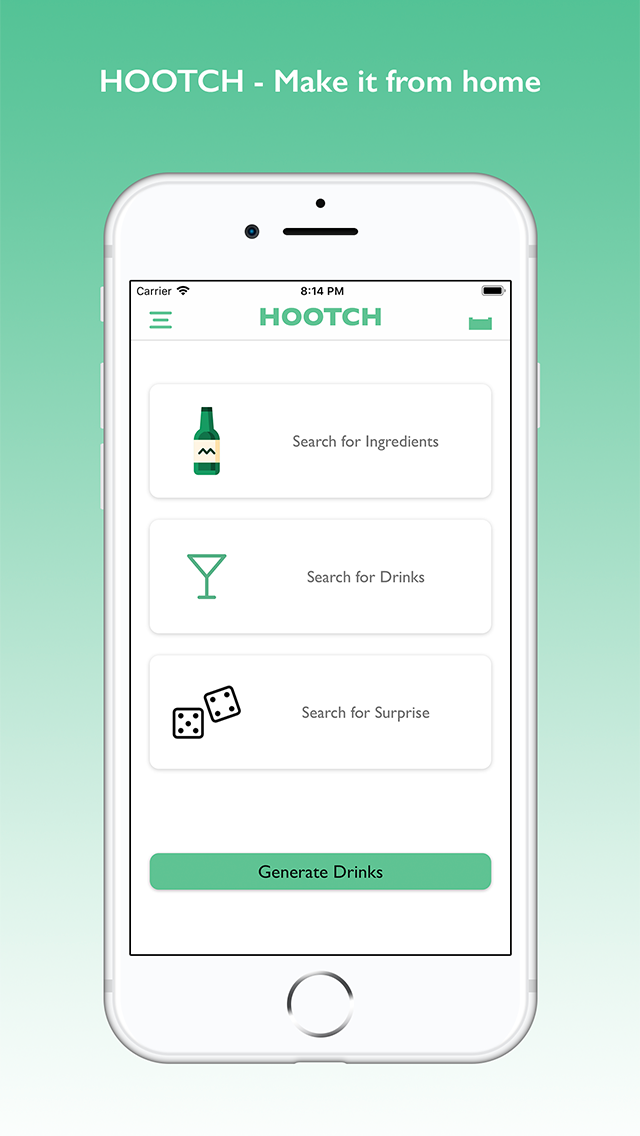 HOOTCH - Make it from home
Carrier 8:14 PM
HOOTCH
Search for Ingredients
Search for Drinks
Search for Surprise
Generate Drinks